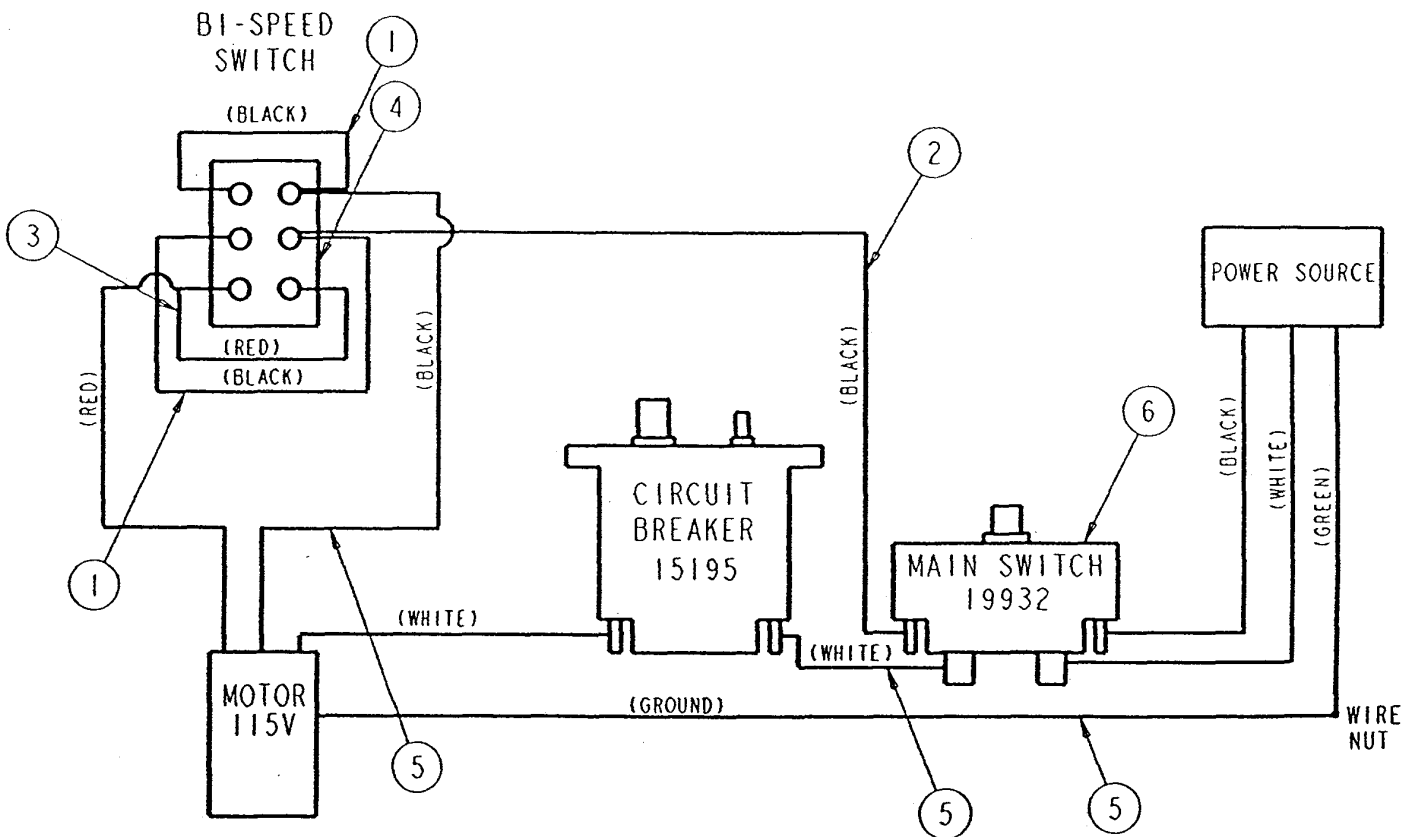 BI-SPEED
SWITCH
1
(BLACK)
4
2
3
(RED)
(BLACK)
(RED)
(BLACK)
(BLACK)
POWER SOURCE
(BLACK)
(WHITE)
(GREEN)
6
CIRCUIT
BREAKER
15195
MAIN SWITCH
19932
1
(WHITE)
(WHITE)
MOTOR
115V
(GROUND)
WIRE
NUT
5
5
5